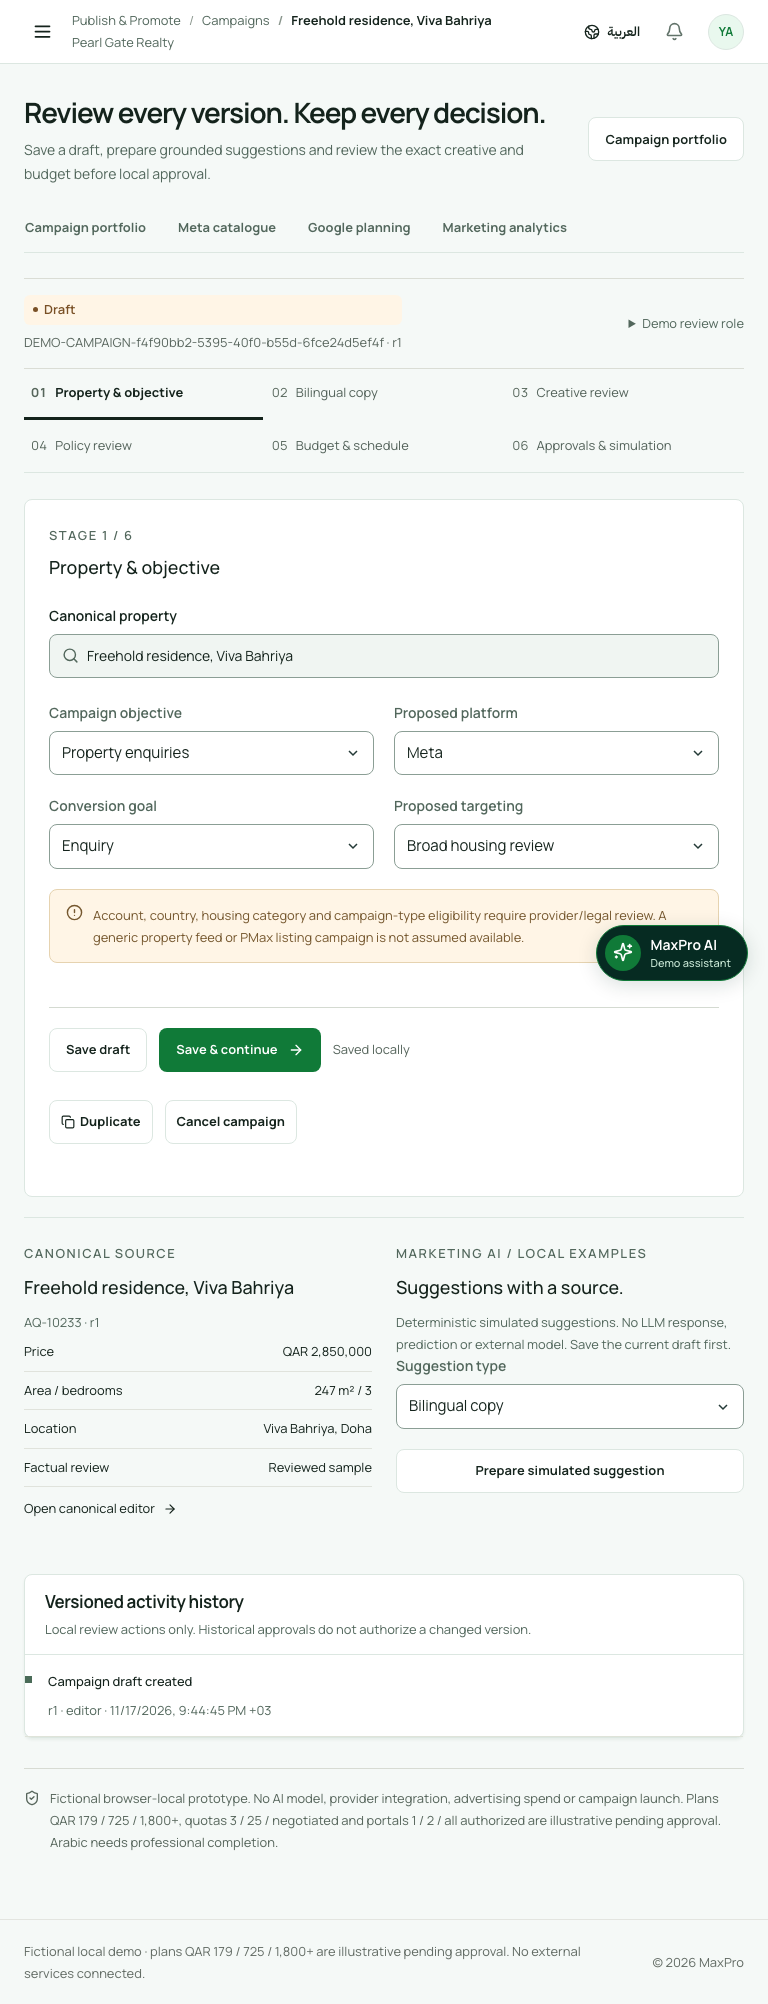 Publish & Promote / Campaigns / Freehold residence, Viva Bahriya
Pearl Gate Realty
العربية
YA
Review every version. Keep every decision.
Save a draft, prepare grounded suggestions and review the exact creative and
budget before local approval.
Campaign portfolio
Campaign portfolio
Meta catalogue
Google planning
Marketing analytics
Draft
DEMO-CAMPAIGN-f4f90bb2-5395-40f0-b55d-6fce24d5ef4f · r1
Demo review role
01 Property & objective
02 Bilingual copy
03 Creative review
04 Policy review
05 Budget & schedule
06 Approvals & simulation
STAGE 1 / 6
Property & objective
Canonical property
Freehold residence, Viva Bahriya
Campaign objective
Proposed platform
Property enquiries
Meta
Conversion goal
Proposed targeting
Enquiry
Broad housing review
Account, country, housing category and campaign-type eligibility require provider/legal review. A
generic property feed or PMax listing campaign is not assumed available.
MaxPro AI
Demo assistant
Save draft
Save & continue
Saved locally
Duplicate
Cancel campaign
CANONICAL SOURCE
Freehold residence, Viva Bahriya
AQ-10233 · r1
Price QAR 2,850,000
Area / bedrooms 247 m² / 3
Location Viva Bahriya, Doha
Factual review Reviewed sample
Open canonical editor
MARKETING AI / LOCAL EXAMPLES
Suggestions with a source.
Deterministic simulated suggestions. No LLM response,
prediction or external model. Save the current draft first.
Suggestion type
Bilingual copy
Prepare simulated suggestion
Versioned activity history
Local review actions only. Historical approvals do not authorize a changed version.
Campaign draft created
r1 · editor · 11/17/2026, 9:44:45 PM +03
Fictional browser-local prototype. No AI model, provider integration, advertising spend or campaign launch. Plans
QAR 179 / 725 / 1,800+, quotas 3 / 25 / negotiated and portals 1 / 2 / all authorized are illustrative pending approval.
Arabic needs professional completion.
Fictional local demo · plans QAR 179 / 725 / 1,800+ are illustrative pending approval. No external
services connected.
© 2026 MaxPro